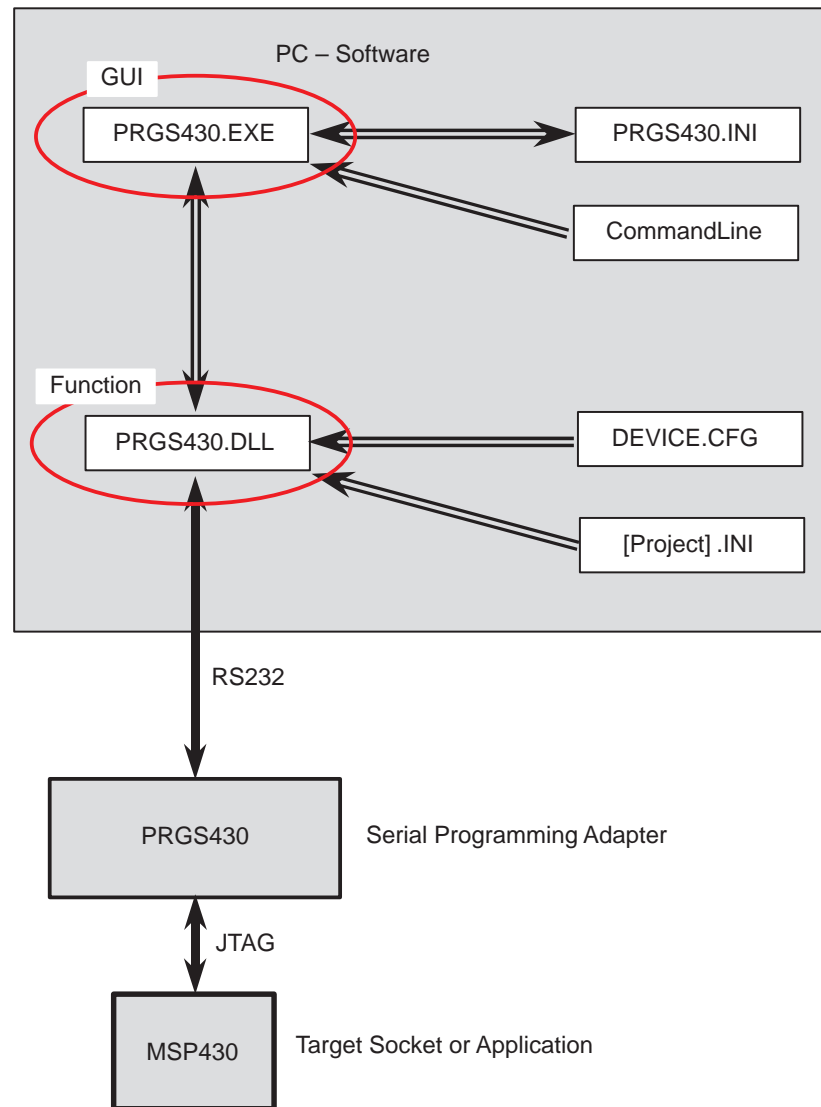 PC – Software
GUI
PRGS430.EXE
PRGS430.INI
CommandLine
Function
PRGS430.DLL
DEVICE.CFG
[Project] .INI
RS232
PRGS430
Serial Programming Adapter
JTAG
MSP430
Target Socket or Application